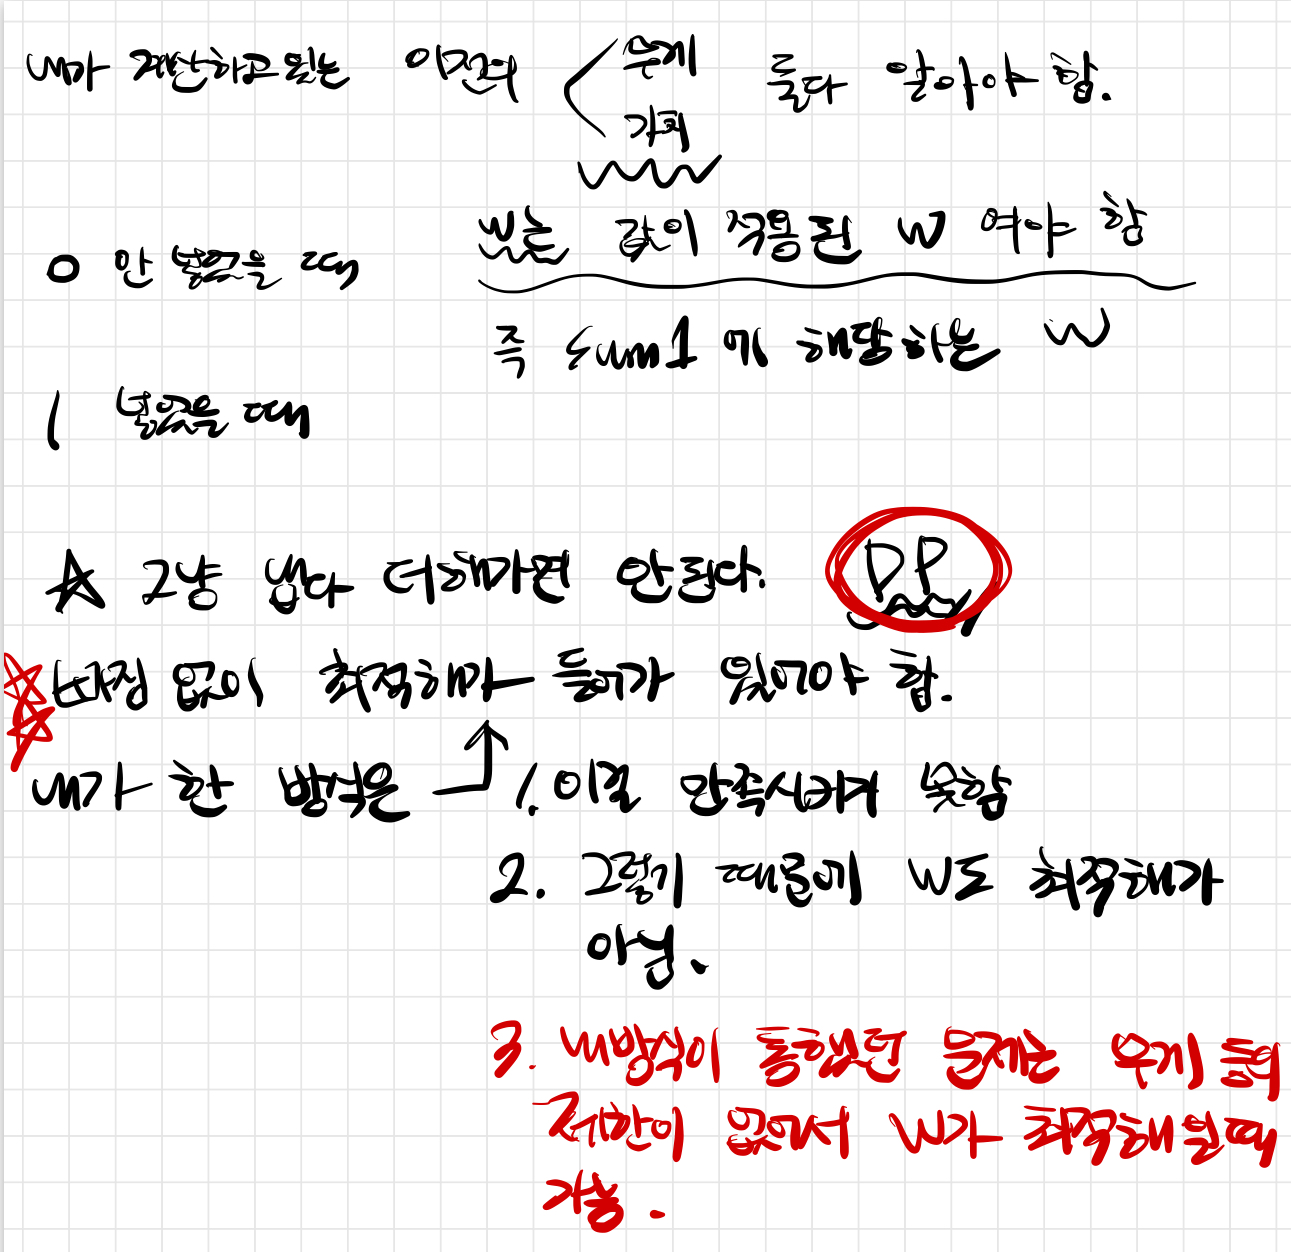 내가 계산하고 있는 이전의 < 무게 가치 둘다 알아야 함.
w는 값이 적용된 W 여야 함
0 안 넣었을 때
즉 sum1 에 해당하는 W
1 넣었을 때
☆ 그냥 냅다 더해가면 안된다. DP
☆ 빠짐 없이 최적해만 들어가 있어야 함.
내가 한 방식은 1. 이걸 만족시키지 못함
2. 그렇기 때문에 W도 최적해가
아님.
3. 내방식이 통했던 문제는 무게 등의
제한이 없어서 W가 최적해일때
가능.